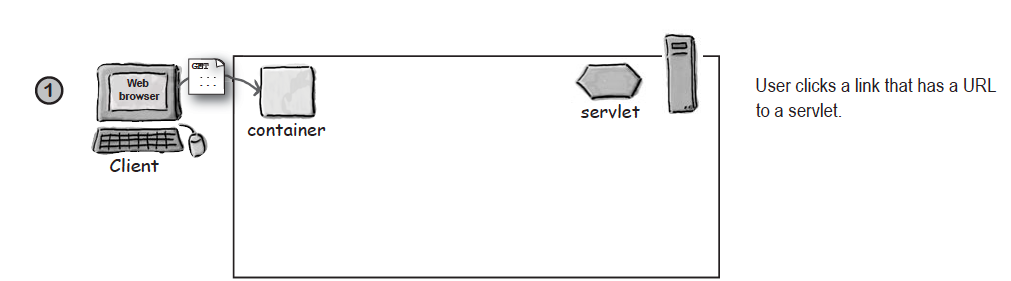 1
Web
browser
GET
container
servlet
Client
User clicks a link that has a URL
to a servlet.